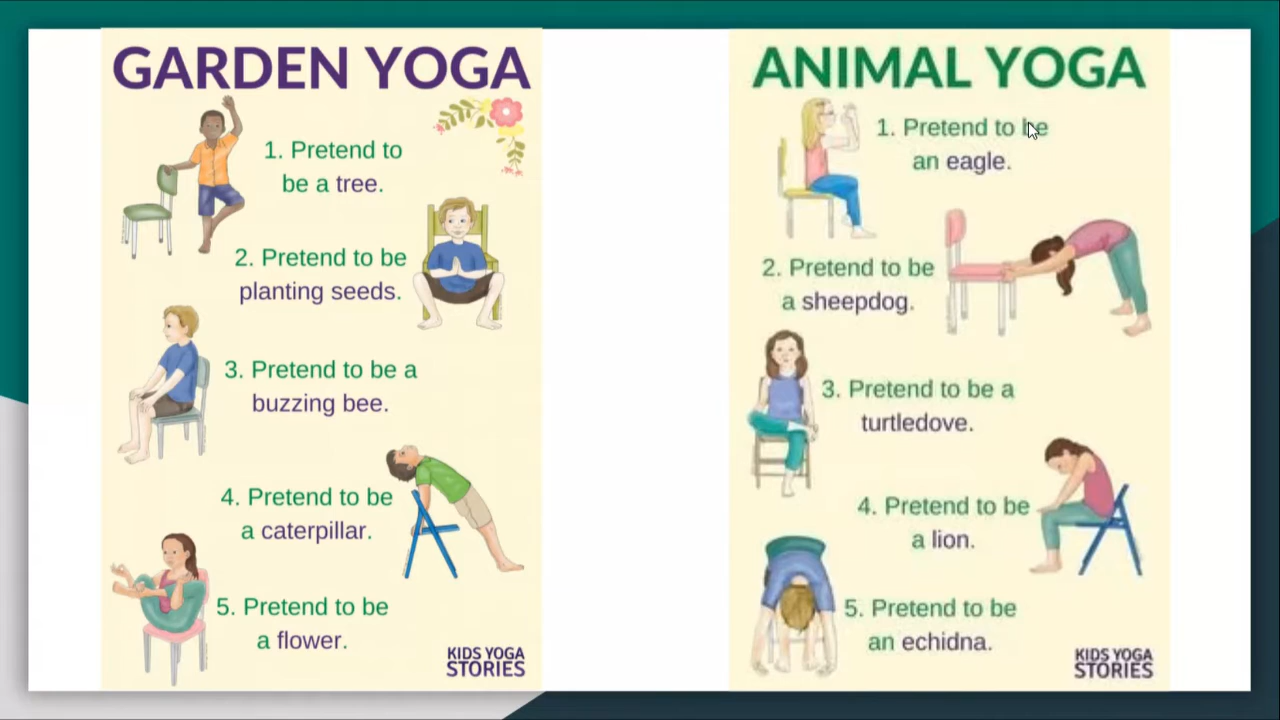 GARDEN YOGA
1. Pretend to
be a tree.
2. Pretend to be
planting seeds.
3. Pretend to be a
buzzing bee.
4. Pretend to be
a caterpillar.
5. Pretend to be
a flower.
KIDS YOGA
STORIES
ANIMAL YOGA
1. Pretend to be
an eagle.
2. Pretend to be
a sheepdog.
3. Pretend to be a
turtledove.
4. Pretend to be
a lion.
5. Pretend to be
an echidna.
KIDS YOGA
STORIES